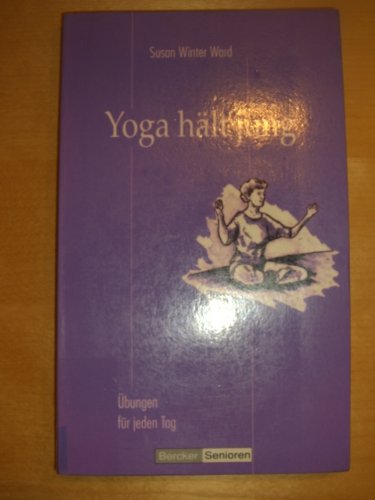 Susan Winter Ward
Yoga hält jung
Übungen
für jeden Tag
Bercker Senioren